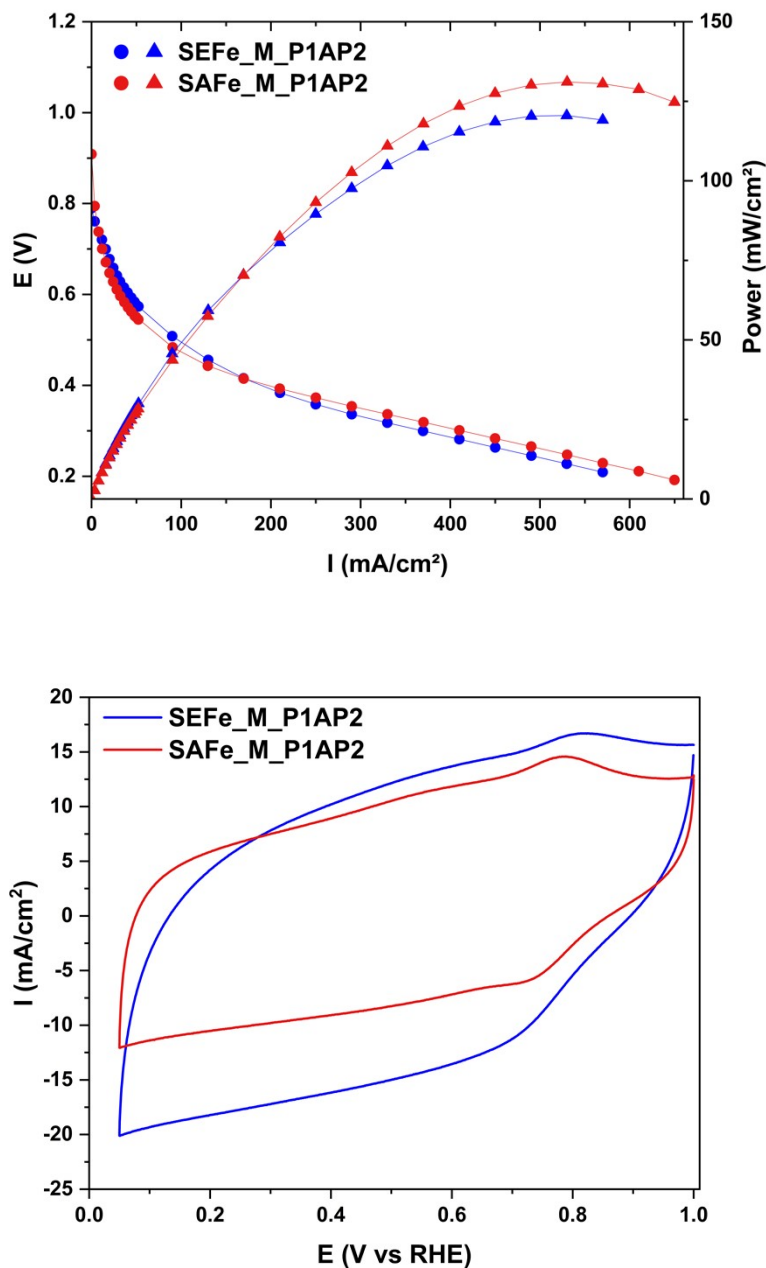 1.2
1.0
0.8
0.6
0.4
0.2
E (V)
SEFe_M_P1AP2
SAFe_M_P1AP2
150
100
50
0
Power (mW/cm²)
0 100 200 300 400 500 600
I (mA/cm²)
20
15
10
5
0
-5
-10
-15
-20
-25
I (mA/cm²)
SEFe_M_P1AP2
SAFe_M_P1AP2
0.0 0.2 0.4 0.6 0.8 1.0
E (V vs RHE)